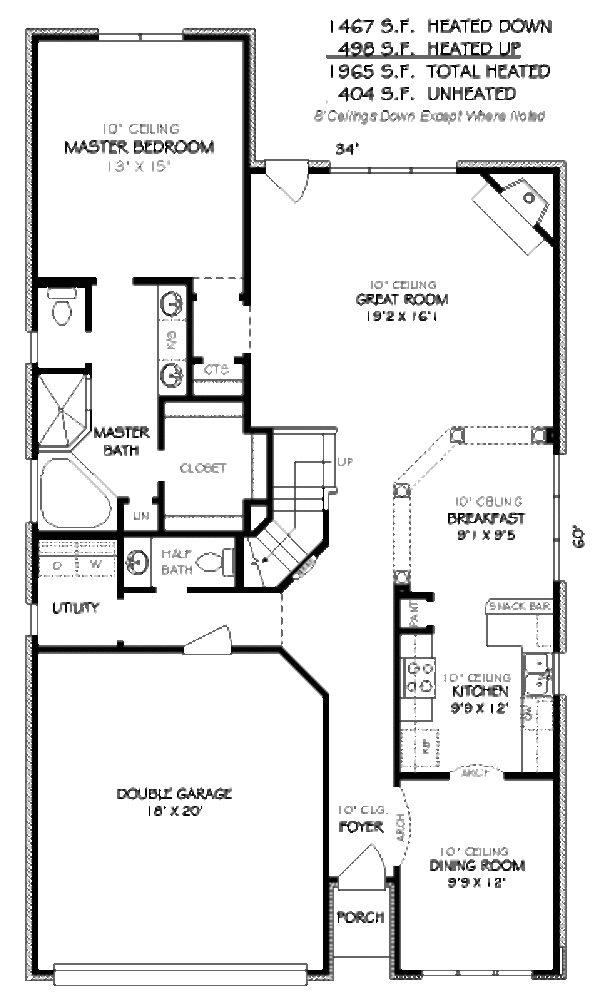 1467 S.F. HEATED DOWN
498 S.F. HEATED UP
1965 S.F. TOTAL HEATED
404 S.F. UNHEATED
8' Ceilings Down Except Where Noted
34'
10' CEILING
MASTER BEDROOM
13' X 15'
10' CEILING
GREAT ROOM
19'2 X 16'1
K/S
CTS
MASTER
BATH
CLOSET
UP
LIN
10' CEILING
BREAKFAST
9'1 X 9'5
60'
HALF
BATH
D
W
UTILITY
PANT
SNACK BAR
10' CEILING
KITCHEN
9'9 X 12'
DW
REF
ARCH
DOUBLE GARAGE
18' X 20'
10' CLG.
FOYER
ARCH
10' CEILING
DINING ROOM
9'9 X 12'
PORCH